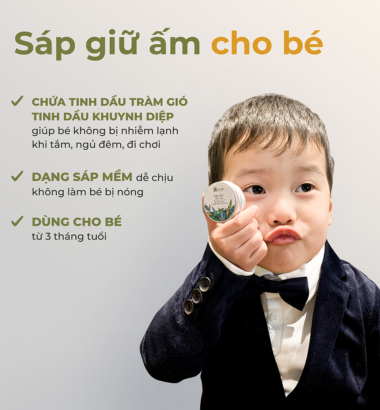 Sáp giữ ấm cho bé
CHỨA TINH DẦU TRÀM GIÓ
TINH DẦU KHUYNH DIỆP
giúp bé không bị nhiễm lạnh
khi tắm, ngủ đêm, đi chơi
DẠNG SÁP MỀM dễ chịu
không làm bé bị nóng
DÙNG CHO BÉ
từ 3 tháng tuổi